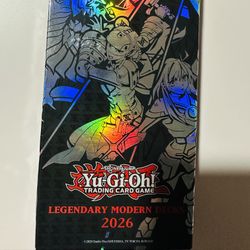 Yu-Gi-Oh!
TRADING CARD GAME
LEGENDARY MODERN DECKS
2026